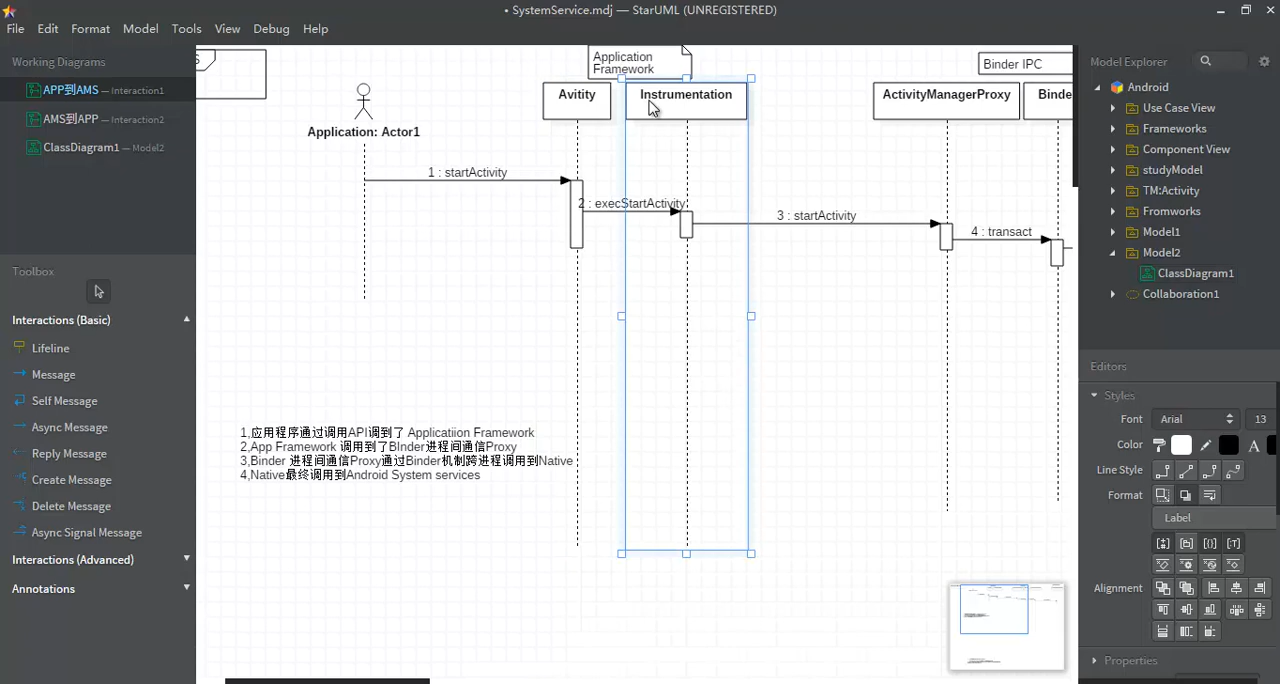 • SystemService.mdj — StarUML (UNREGISTERED)
File Edit Format Model Tools View Debug Help
Working Diagrams
APP到AMS — Interaction1
AMS到APP — Interaction2
ClassDiagram1 — Model2
Toolbox
Interactions (Basic)
Lifeline
Message
Self Message
Async Message
Reply Message
Create Message
Delete Message
Async Signal Message
Interactions (Advanced)
Annotations
S
Application
Framework
Binder IPC
Application: Actor1
Avitity
Instrumentation
ActivityManagerProxy
Binde
1 : startActivity
2 : execStartActivity
3 : startActivity
4 : transact
1,应用程序通过调用API调到了 Applicatiion Framework
2,App Framework 调用到了BInder进程间通信Proxy
3,Binder 进程间通信Proxy通过Binder机制跨进程调用到Native
4,Native最终调用到Android System services
Model Explorer
Android
Use Case View
Frameworks
Component View
studyModel
TM:Activity
Fromworks
Model1
Model2
ClassDiagram1
Collaboration1
Editors
Styles
Font Arial 13
Color A
Line Style
Format
Label
Alignment
Properties